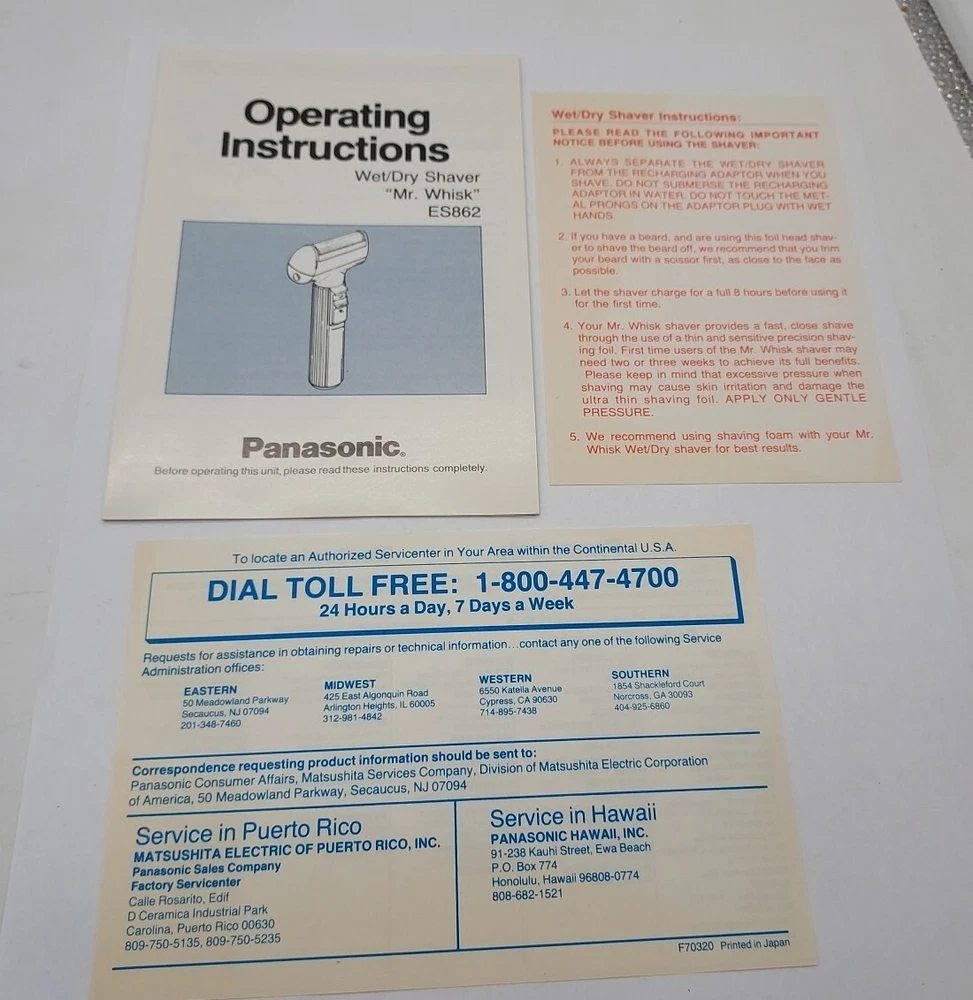 Operating
Instructions
Wet/Dry Shaver
"Mr. Whisk"
ES862
Panasonic®
Before operating this unit, please read these instructions completely.
Wet/Dry Shaver Instructions:
PLEASE READ THE FOLLOWING IMPORTANT
NOTICE BEFORE USING THE SHAVER:
1. ALWAYS SEPARATE THE WET/DRY SHAVER
FROM THE RECHARGING ADAPTOR WHEN YOU
SHAVE. DO NOT SUBMERSE THE RECHARGING
ADAPTOR IN WATER. DO NOT TOUCH THE MET-
AL PRONGS ON THE ADAPTOR PLUG WITH WET
HANDS.
2. If you have a beard, and are using this foil head shav-
er to shave the beard off, we recommend that you trim
your beard with a scissor first, as close to the face as
possible.
3. Let the shaver charge for a full 8 hours before using it
for the first time.
4. Your Mr. Whisk shaver provides a fast, close shave
through the use of a thin and sensitive precision shav-
ing foil. First time users of the Mr. Whisk shaver may
need two or three weeks to achieve its full benefits.
Please keep in mind that excessive pressure when
shaving may cause skin irritation and damage the
ultra thin shaving foil. APPLY ONLY GENTLE
PRESSURE.
5. We recommend using shaving foam with your Mr.
Whisk Wet/Dry shaver for best results.
To locate an Authorized Servicenter in Your Area within the Continental U.S.A.
DIAL TOLL FREE: 1-800-447-4700
24 Hours a Day, 7 Days a Week
Requests for assistance in obtaining repairs or technical information...contact any one of the following Service
Administration offices:
EASTERN
50 Meadowland Parkway
Secaucus, NJ 07094
201-348-7460
MIDWEST
425 East Algonquin Road
Arlington Heights, IL 60005
312-981-4842
WESTERN
6550 Katella Avenue
Cypress, CA 90630
714-895-7438
SOUTHERN
1854 Shackleford Court
Norcross, GA 30093
404-925-6860
Correspondence requesting product information should be sent to:
Panasonic Consumer Affairs, Matsushita Services Company, Division of Matsushita Electric Corporation
of America, 50 Meadowland Parkway, Secaucus, NJ 07094
Service in Puerto Rico
MATSUSHITA ELECTRIC OF PUERTO RICO, INC.
Panasonic Sales Company
Factory Servicenter
Calle Rosarito, Edif
D Ceramica Industrial Park
Carolina, Puerto Rico 00630
809-750-5135, 809-750-5235
Service in Hawaii
PANASONIC HAWAII, INC.
91-238 Kauhi Street, Ewa Beach
P.O. Box 774
Honolulu, Hawaii 96808-0774
808-682-1521
F70320 Printed in Japan